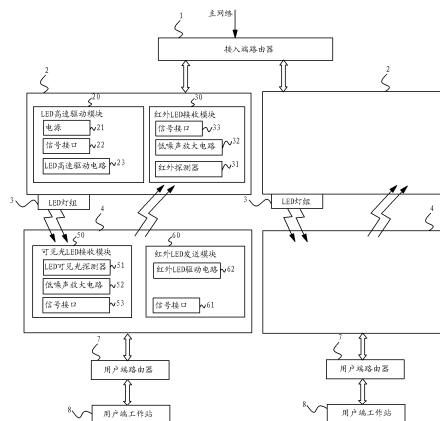 主网络
1
接入端路由器
2
2
20
30
LED高速驱动模块
红外LED接收模块
电源
21
信号接口
33
信号接口
22
低噪声放大电路
32
LED高速驱动电路
23
红外探测器
31
3
LED灯组
4
3
LED灯组
4
50
60
可见光LED接收模块
红外LED发送模块
LED可见光探测器
51
红外LED驱动电路
62
低噪声放大电路
52
信号接口
53
信号接口
61
7
用户端路由器
7
用户端路由器
8
用户端工作站
8
用户端工作站